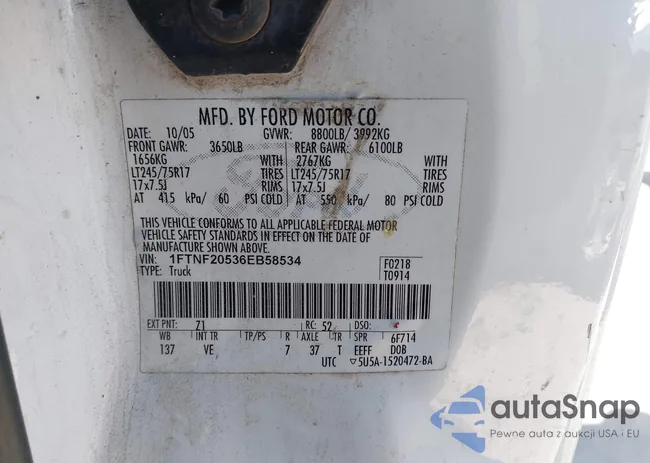 MFD. BY FORD MOTOR CO.
DATE: 10/05 GVWR: 8800LB/ 3992KG
FRONT GAWR: 3650LB REAR GAWR: 6100LB
1656KG WITH 2767KG WITH
LT245/75R17 TIRES LT245/75R17 TIRES
17x7.5J RIMS 17x7.5J RIMS
AT 415 kPa/ 60 PSI COLD AT 550 kPa/ 80 PSI COLD
THIS VEHICLE CONFORMS TO ALL APPLICABLE FEDERAL MOTOR
VEHICLE SAFETY STANDARDS IN EFFECT ON THE DATE OF
MANUFACTURE SHOWN ABOVE.
VIN: 1FTNF20536EB58534 F0218
TYPE: Truck T0914
EXT PNT: Z1 RC: 52 DSO:
WB INT TR TP/PS R AXLE TR SPR 6F714
137 VE 7 37 T EEFF DOB
UTC ▽5U5A-1520472-BA
autaSnap
Pewne auta z aukcji USA i EU